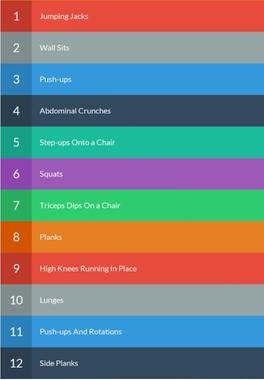 1 Jumping Jacks
2 Wall Sits
3 Push-ups
4 Abdominal Crunches
5 Step-ups Onto a Chair
6 Squats
7 Triceps Dips On a Chair
8 Planks
9 High Knees Running In Place
10 Lunges
11 Push-ups And Rotations
12 Side Planks